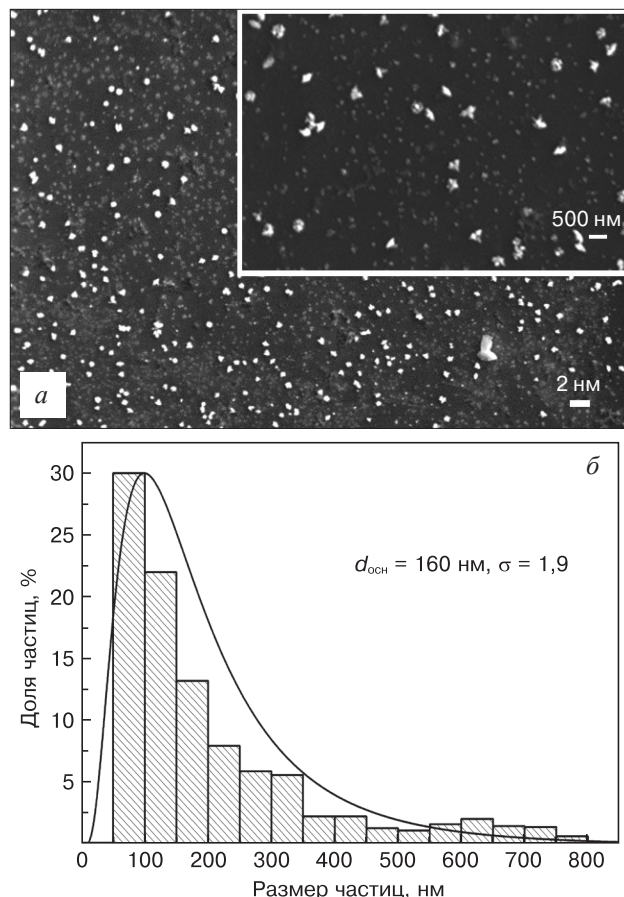 500 нм
а
2 нм
б
30
25
20
15
10
5
Доля частиц, %
dосн = 160 нм, σ = 1,9
0 100 200 300 400 500 600 700 800
Размер частиц, нм